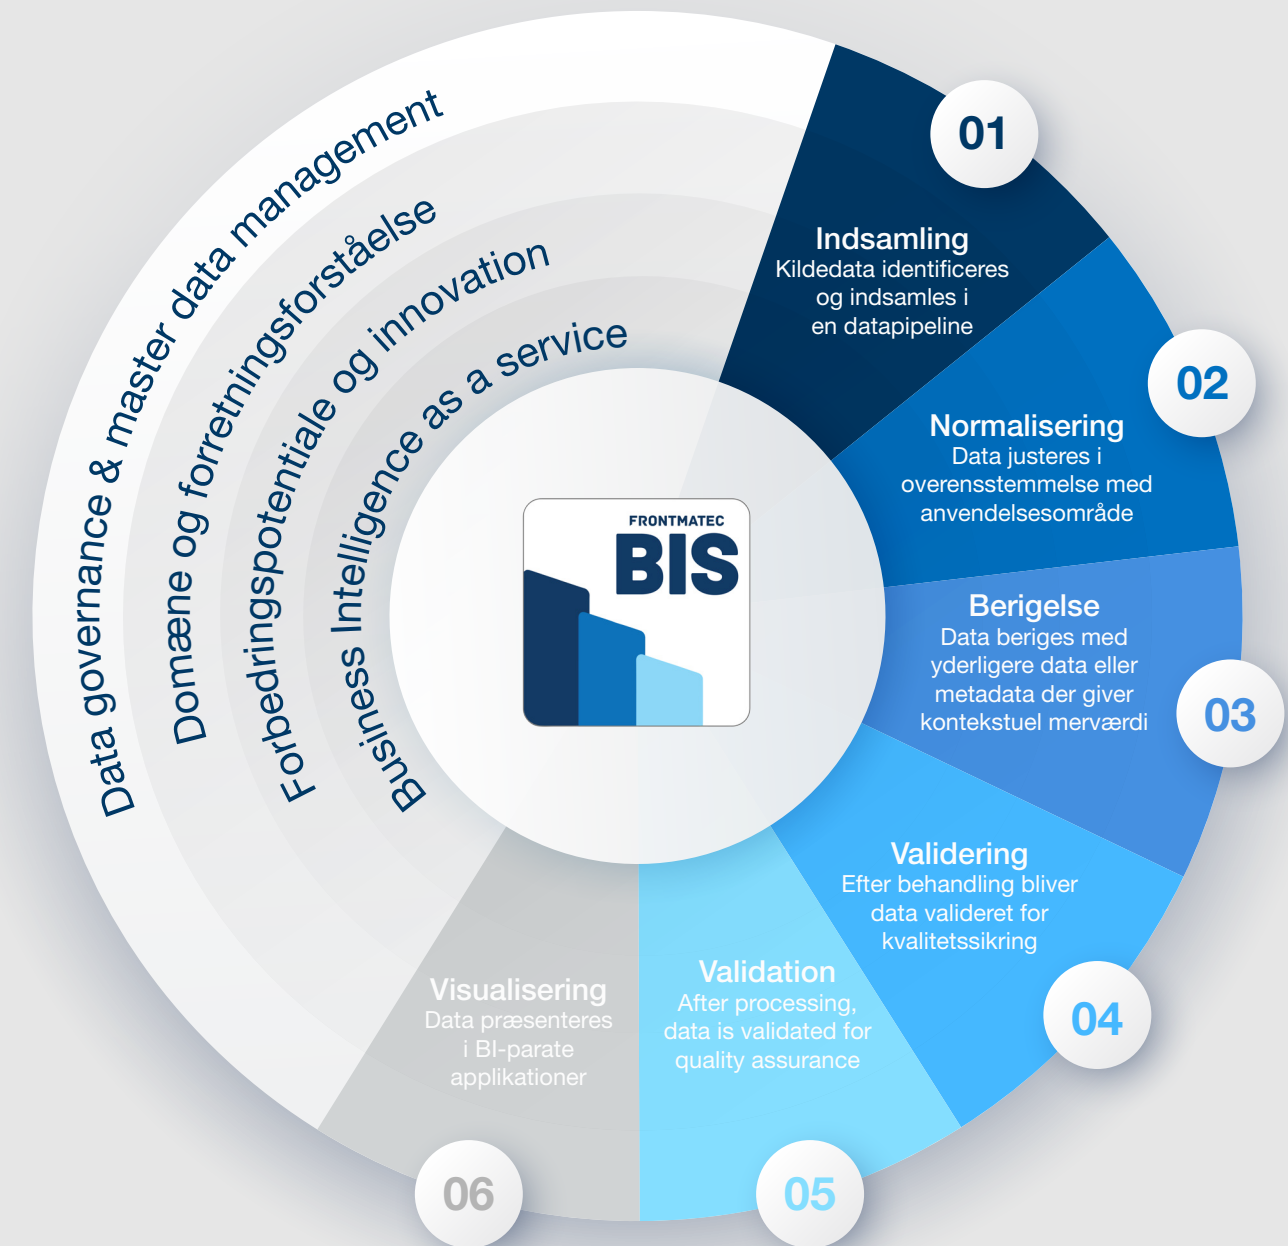 Data governance & master data management
Domæne og forretningsforståelse
Forbedringspotentiale og innovation
Business Intelligence as a service
FRONTMATEC
BIS
01
Indsamling
Kildedata identificeres
og indsamles i
en datapipeline
02
Normalisering
Data justeres i
overensstemmelse med
anvendelsesområde
03
Berigelse
Data beriges med
yderligere data eller
metadata der giver
kontekstuel merværdi
04
Validering
Efter behandling bliver
data valideret for
kvalitetssikring
05
Validation
After processing,
data is validated for
quality assurance
06
Visualisering
Data præsenteres
i BI-parate
applikationer